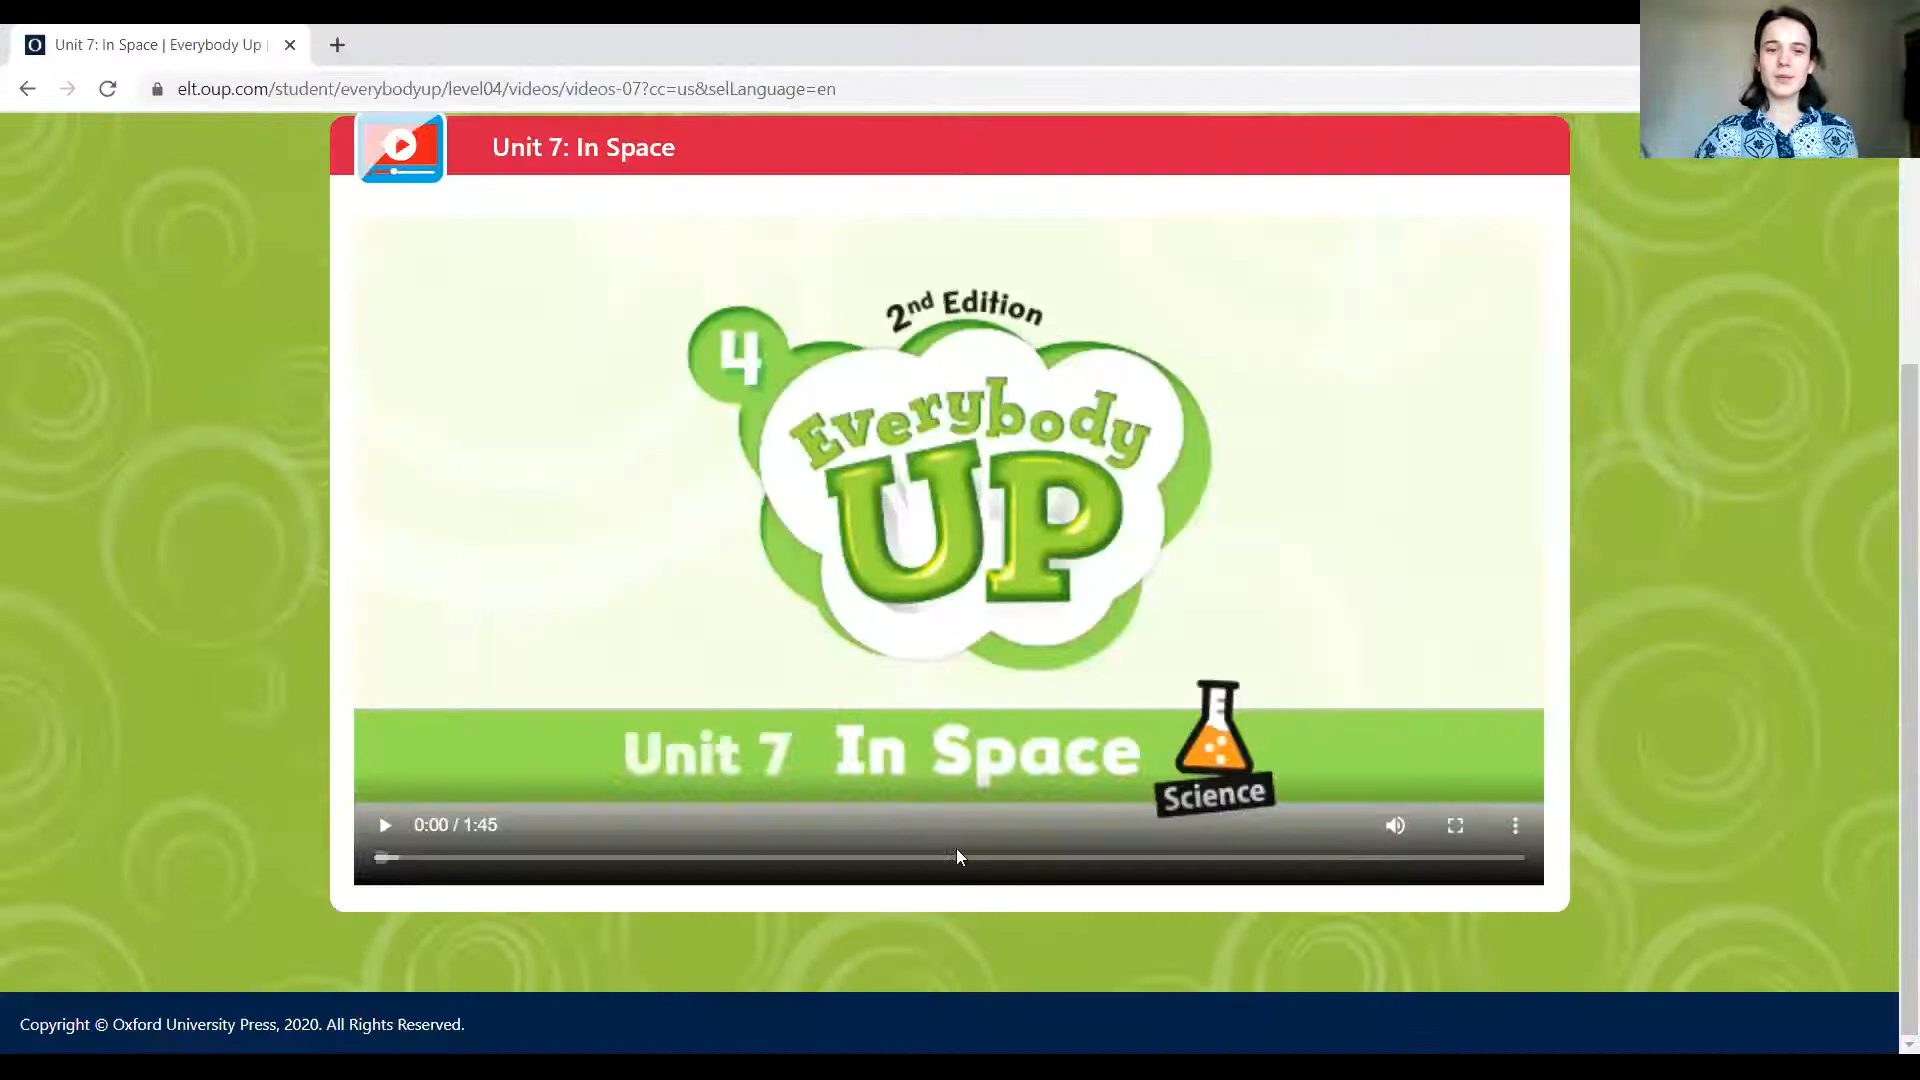 Unit 7: In Space | Everybody Up |
elt.oup.com/student/everybodyup/level04/videos/videos-07?cc=us&selLanguage=en
Unit 7: In Space
2nd Edition
4
Everybody
UP
Unit 7 In Space
Science
0:00 / 1:45
Copyright © Oxford University Press, 2020. All Rights Reserved.